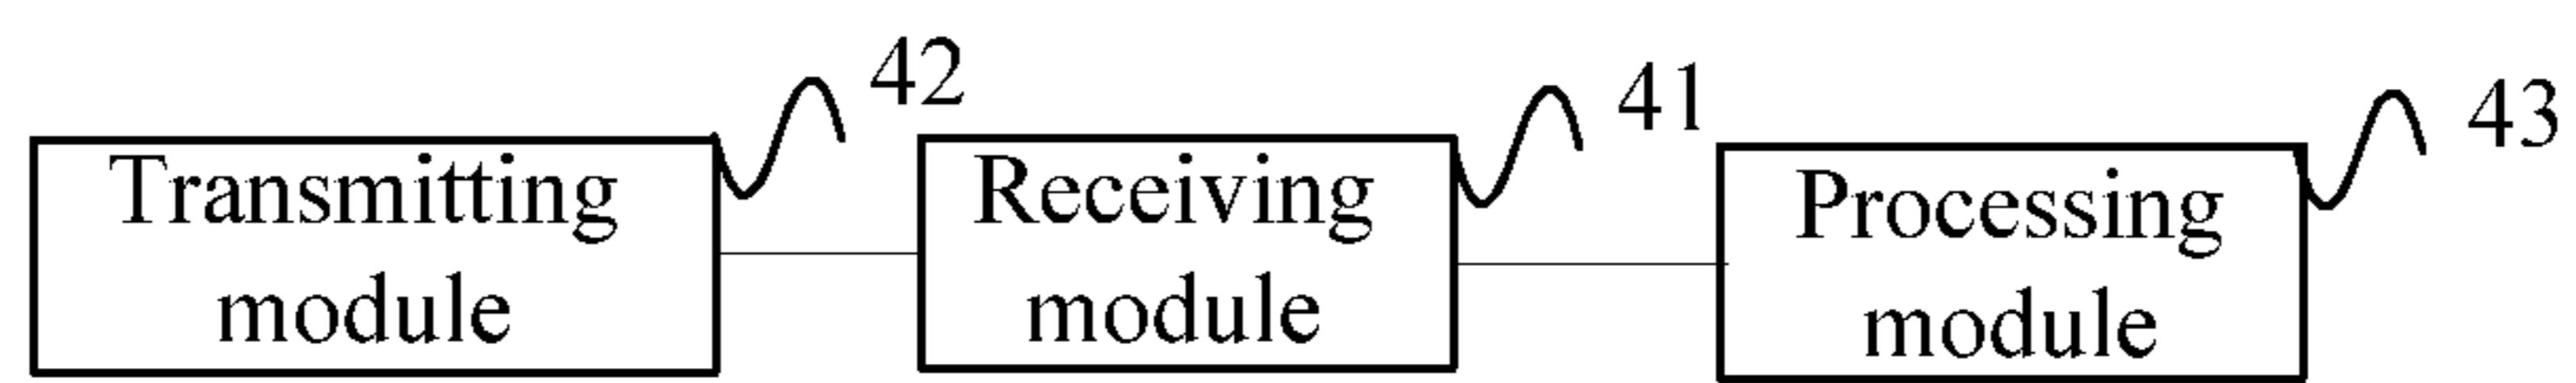 42
Transmitting
module
41
Receiving
module
43
Processing
module